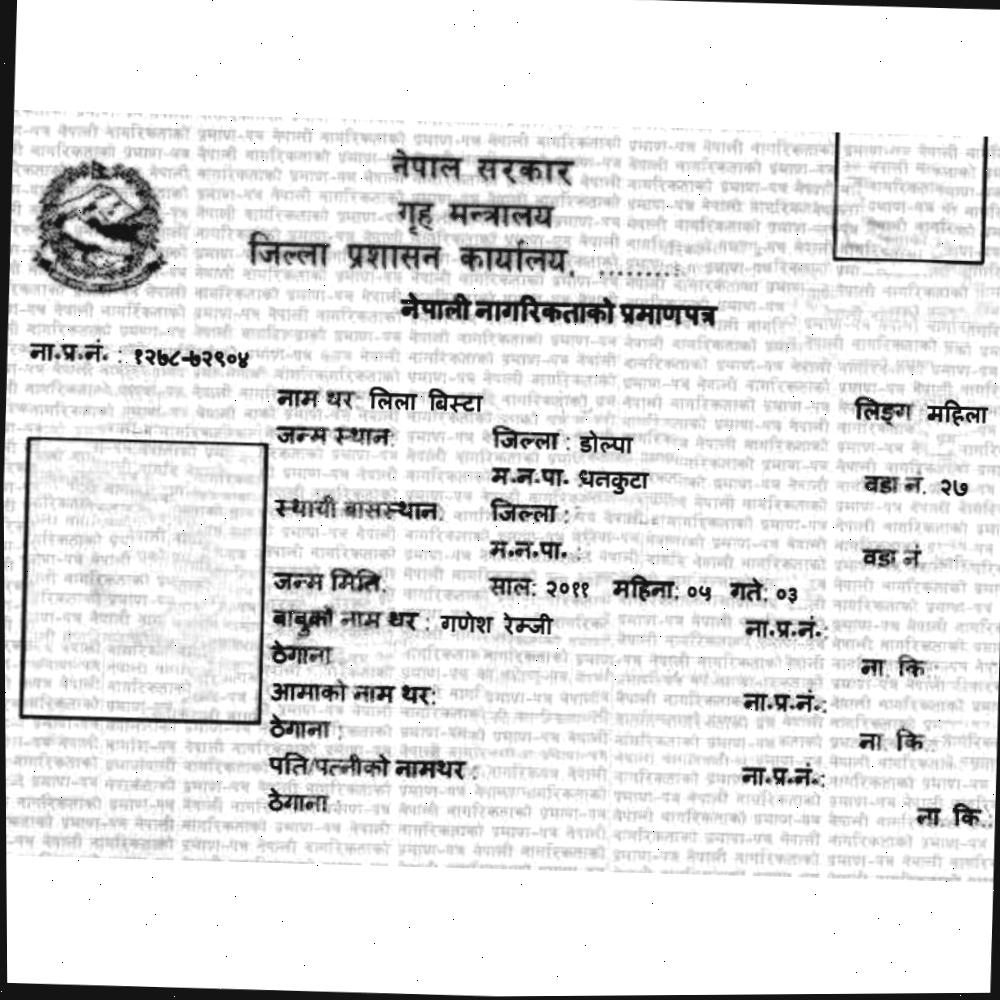 नेपाल सरकार
गृह मन्त्रालय
जिल्ला प्रशासन कार्यालय, .........
नेपाली नागरिकताको प्रमाणपत्र
ना.प्र.नं. : १२७८-७२९०४
नाम थर लिला बिस्टा लिङ्ग महिला
जन्म स्थान: जिल्ला : डोल्पा
म.न.पा. धनकुटा वडा नं. २७
स्थायी बासस्थान: जिल्ला :
म.न.पा. : वडा नं
जन्म मिति. साल: २०११ महिना: ०५ गते: ०३
बाबुको नाम थर : गणेश रेम्जी ना.प्र.नं.:
ठेगाना ना. कि.:
आमाको नाम थर: ना.प्र.नं.:
ठेगाना : ना. कि.:
पति/पत्नीको नामथर : ना.प्र.नं.:
ठेगाना : ना. कि.: